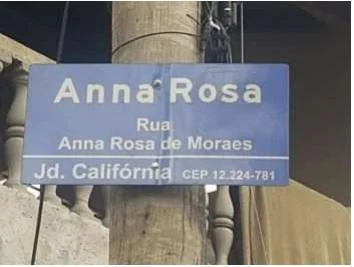 Anna Rosa
Rua
Anna Rosa de Moraes
Jd. Califórnia CEP 12.224-781